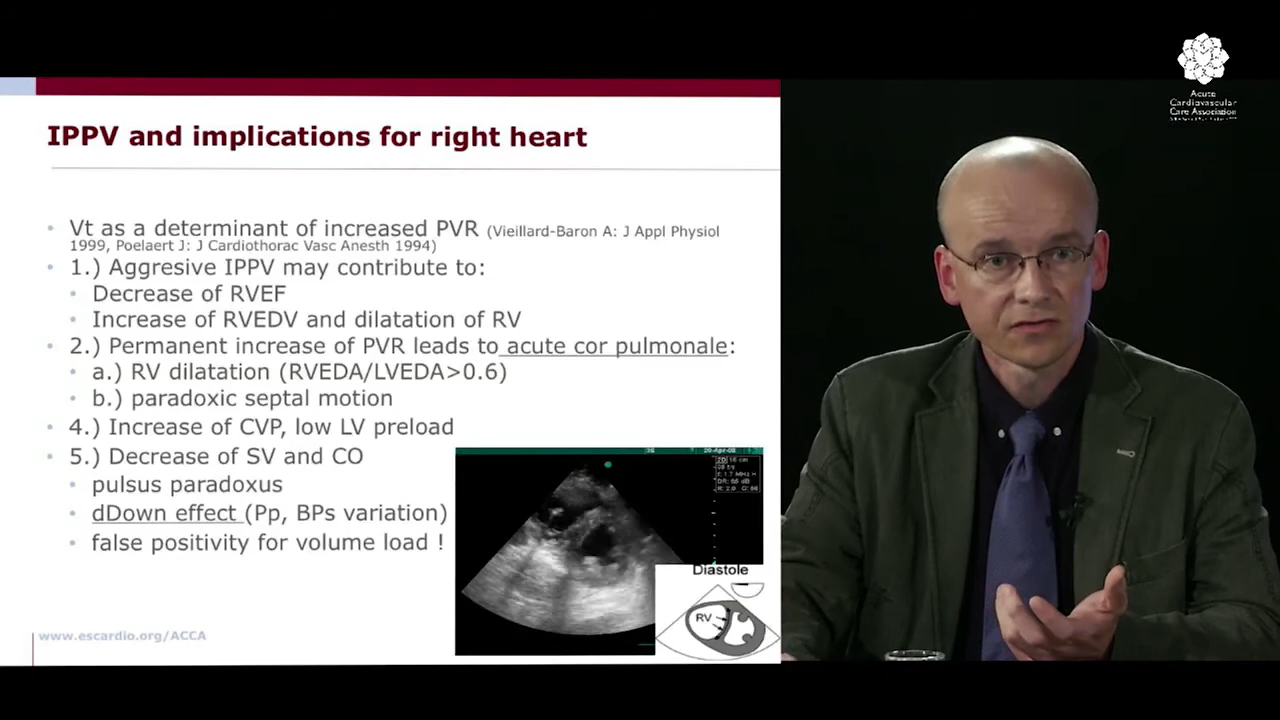 Acute
Cardiovascular
Care Association
IPPV and implications for right heart
• Vt as a determinant of increased PVR (Vieillard-Baron A: J Appl Physiol
1999, Poelaert J: J Cardiothorac Vasc Anesth 1994)
• 1.) Aggresive IPPV may contribute to:
• Decrease of RVEF
• Increase of RVEDV and dilatation of RV
• 2.) Permanent increase of PVR leads to acute cor pulmonale:
• a.) RV dilatation (RVEDA/LVEDA>0.6)
• b.) paradoxic septal motion
• 4.) Increase of CVP, low LV preload
• 5.) Decrease of SV and CO
• pulsus paradoxus
• dDown effect (Pp, BPs variation)
• false positivity for volume load !
Diastole
RV
www.escardio.org/ACCA